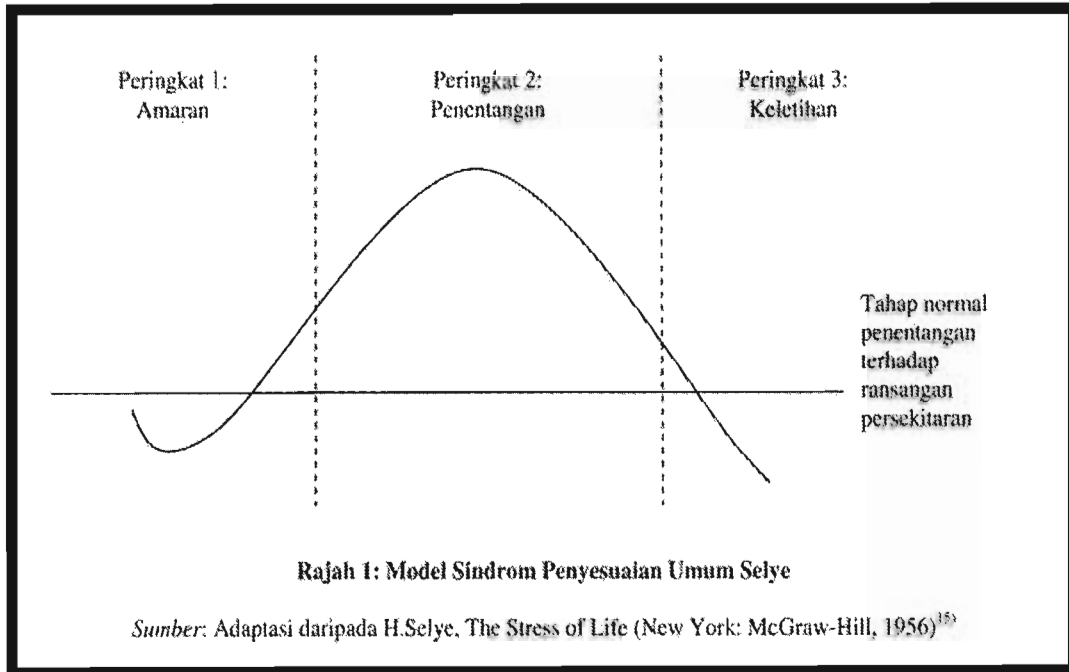 Peringkat 1:
Amaran
Peringkat 2:
Penentangan
Peringkat 3:
Keletihan
Tahap normal
penentangan
terhadap
ransangan
persekitaran
Rajah 1: Model Sindrom Penyesuaian Umum Selye
Sumber: Adaptasi daripada H.Selye, The Stress of Life (New York: McGraw-Hill, 1956)